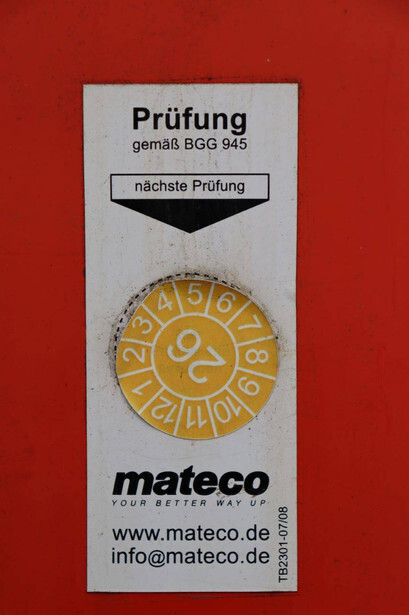 Prüfung
gemäß BGG 945
nächste Prüfung
1 2 3 4 5 6 7 8 9 10 11 12
26
mateco
YOUR BETTER WAY UP
www.mateco.de
info@mateco.de
TB2301-07/08